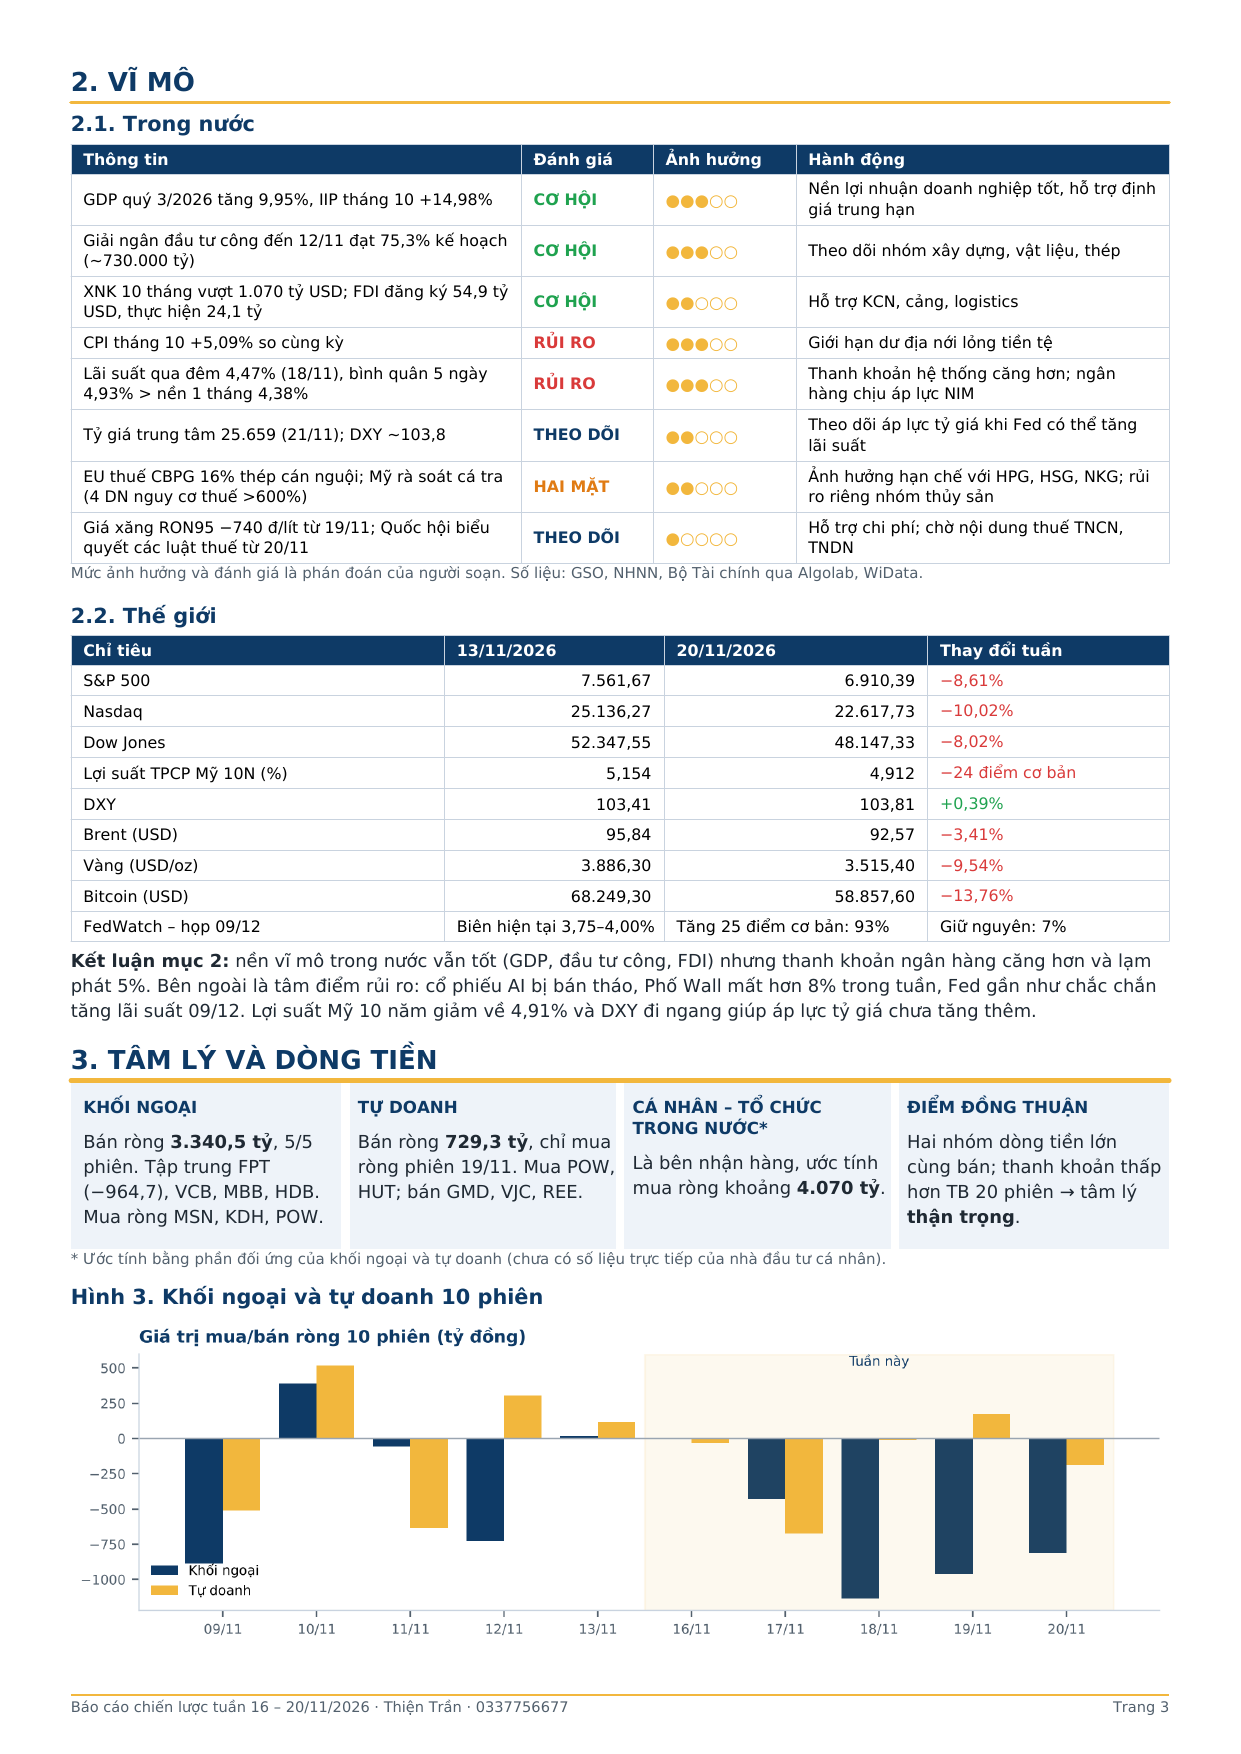 2. VĨ MÔ
2.1. Trong nước
Thông tin | Đánh giá | Ảnh hưởng | Hành động
GDP quý 3/2026 tăng 9,95%, IIP tháng 10 +14,98% | CƠ HỘI | ●●●○○ | Nền lợi nhuận doanh nghiệp tốt, hỗ trợ định
giá trung hạn
Giải ngân đầu tư công đến 12/11 đạt 75,3% kế hoạch
(~730.000 tỷ) | CƠ HỘI | ●●●○○ | Theo dõi nhóm xây dựng, vật liệu, thép
XNK 10 tháng vượt 1.070 tỷ USD; FDI đăng ký 54,9 tỷ
USD, thực hiện 24,1 tỷ | CƠ HỘI | ●●○○○ | Hỗ trợ KCN, cảng, logistics
CPI tháng 10 +5,09% so cùng kỳ | RỦI RO | ●●●○○ | Giới hạn dư địa nới lỏng tiền tệ
Lãi suất qua đêm 4,47% (18/11), bình quân 5 ngày
4,93% > nền 1 tháng 4,38% | RỦI RO | ●●●○○ | Thanh khoản hệ thống căng hơn; ngân
hàng chịu áp lực NIM
Tỷ giá trung tâm 25.659 (21/11); DXY ~103,8 | THEO DÕI | ●●○○○ | Theo dõi áp lực tỷ giá khi Fed có thể tăng
lãi suất
EU thuế CBPG 16% thép cán nguội; Mỹ rà soát cá tra
(4 DN nguy cơ thuế >600%) | HAI MẶT | ●●○○○ | Ảnh hưởng hạn chế với HPG, HSG, NKG; rủi
ro riêng nhóm thủy sản
Giá xăng RON95 −740 đ/lít từ 19/11; Quốc hội biểu
quyết các luật thuế từ 20/11 | THEO DÕI | ●○○○○ | Hỗ trợ chi phí; chờ nội dung thuế TNCN,
TNDN
Mức ảnh hưởng và đánh giá là phán đoán của người soạn. Số liệu: GSO, NHNN, Bộ Tài chính qua Algolab, WiData.
2.2. Thế giới
Chỉ tiêu | 13/11/2026 | 20/11/2026 | Thay đổi tuần
S&P 500 | 7.561,67 | 6.910,39 | −8,61%
Nasdaq | 25.136,27 | 22.617,73 | −10,02%
Dow Jones | 52.347,55 | 48.147,33 | −8,02%
Lợi suất TPCP Mỹ 10N (%) | 5,154 | 4,912 | −24 điểm cơ bản
DXY | 103,41 | 103,81 | +0,39%
Brent (USD) | 95,84 | 92,57 | −3,41%
Vàng (USD/oz) | 3.886,30 | 3.515,40 | −9,54%
Bitcoin (USD) | 68.249,30 | 58.857,60 | −13,76%
FedWatch – họp 09/12 | Biên hiện tại 3,75–4,00% | Tăng 25 điểm cơ bản: 93% | Giữ nguyên: 7%
Kết luận mục 2: nền vĩ mô trong nước vẫn tốt (GDP, đầu tư công, FDI) nhưng thanh khoản ngân hàng căng hơn và lạm
phát 5%. Bên ngoài là tâm điểm rủi ro: cổ phiếu AI bị bán tháo, Phố Wall mất hơn 8% trong tuần, Fed gần như chắc chắn
tăng lãi suất 09/12. Lợi suất Mỹ 10 năm giảm về 4,91% và DXY đi ngang giúp áp lực tỷ giá chưa tăng thêm.
3. TÂM LÝ VÀ DÒNG TIỀN
KHỐI NGOẠI
Bán ròng 3.340,5 tỷ, 5/5
phiên. Tập trung FPT
(−964,7), VCB, MBB, HDB.
Mua ròng MSN, KDH, POW.
TỰ DOANH
Bán ròng 729,3 tỷ, chỉ mua
ròng phiên 19/11. Mua POW,
HUT; bán GMD, VJC, REE.
CÁ NHÂN – TỔ CHỨC
TRONG NƯỚC*
Là bên nhận hàng, ước tính
mua ròng khoảng 4.070 tỷ.
ĐIỂM ĐỒNG THUẬN
Hai nhóm dòng tiền lớn
cùng bán; thanh khoản thấp
hơn TB 20 phiên → tâm lý
thận trọng.
* Ước tính bằng phần đối ứng của khối ngoại và tự doanh (chưa có số liệu trực tiếp của nhà đầu tư cá nhân).
Hình 3. Khối ngoại và tự doanh 10 phiên
Giá trị mua/bán ròng 10 phiên (tỷ đồng)
Tuần này
500
250
0
−250
−500
−750
−1000
Khối ngoại
Tự doanh
09/11 10/11 11/11 12/11 13/11 16/11 17/11 18/11 19/11 20/11
Báo cáo chiến lược tuần 16 – 20/11/2026 · Thiện Trần · 0337756677
Trang 3